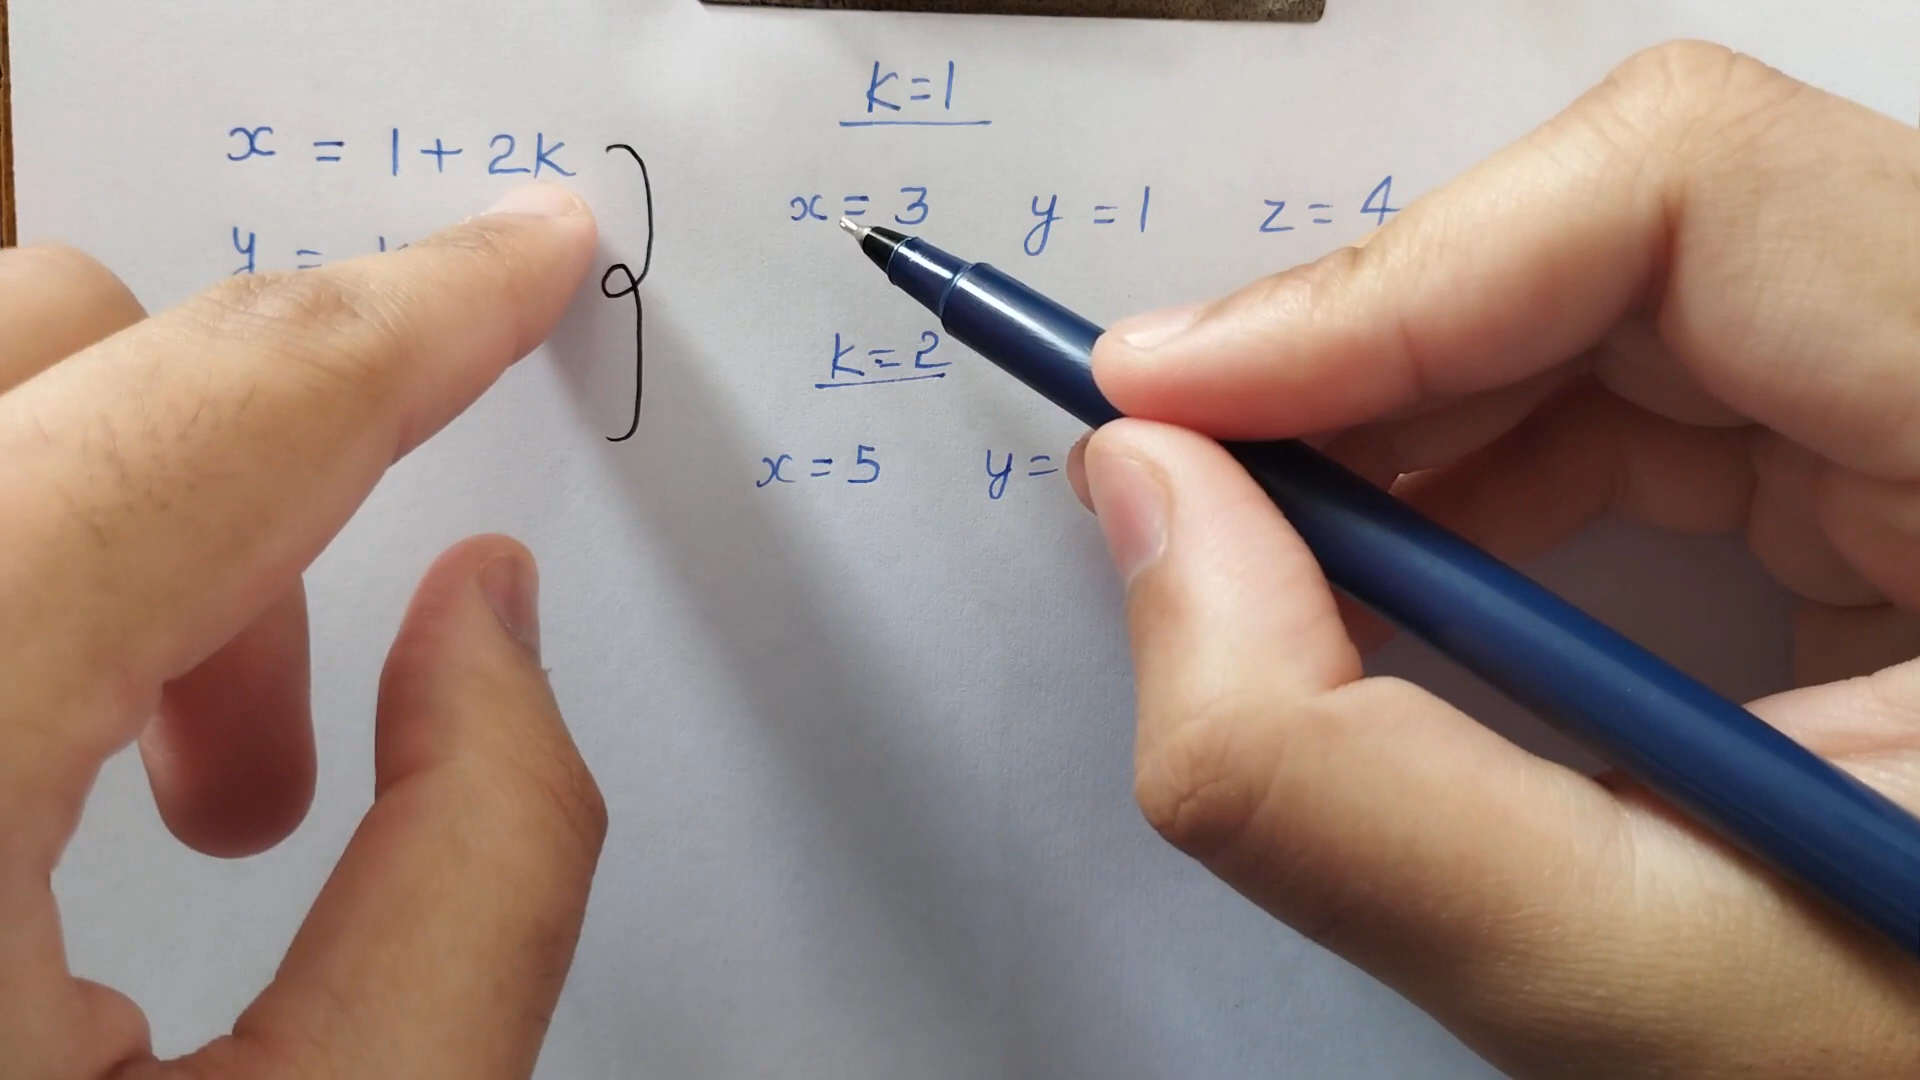 x = 1 + 2k
y =
k=1
x = 3 y = 1 z = 4
k=2
x = 5 y =